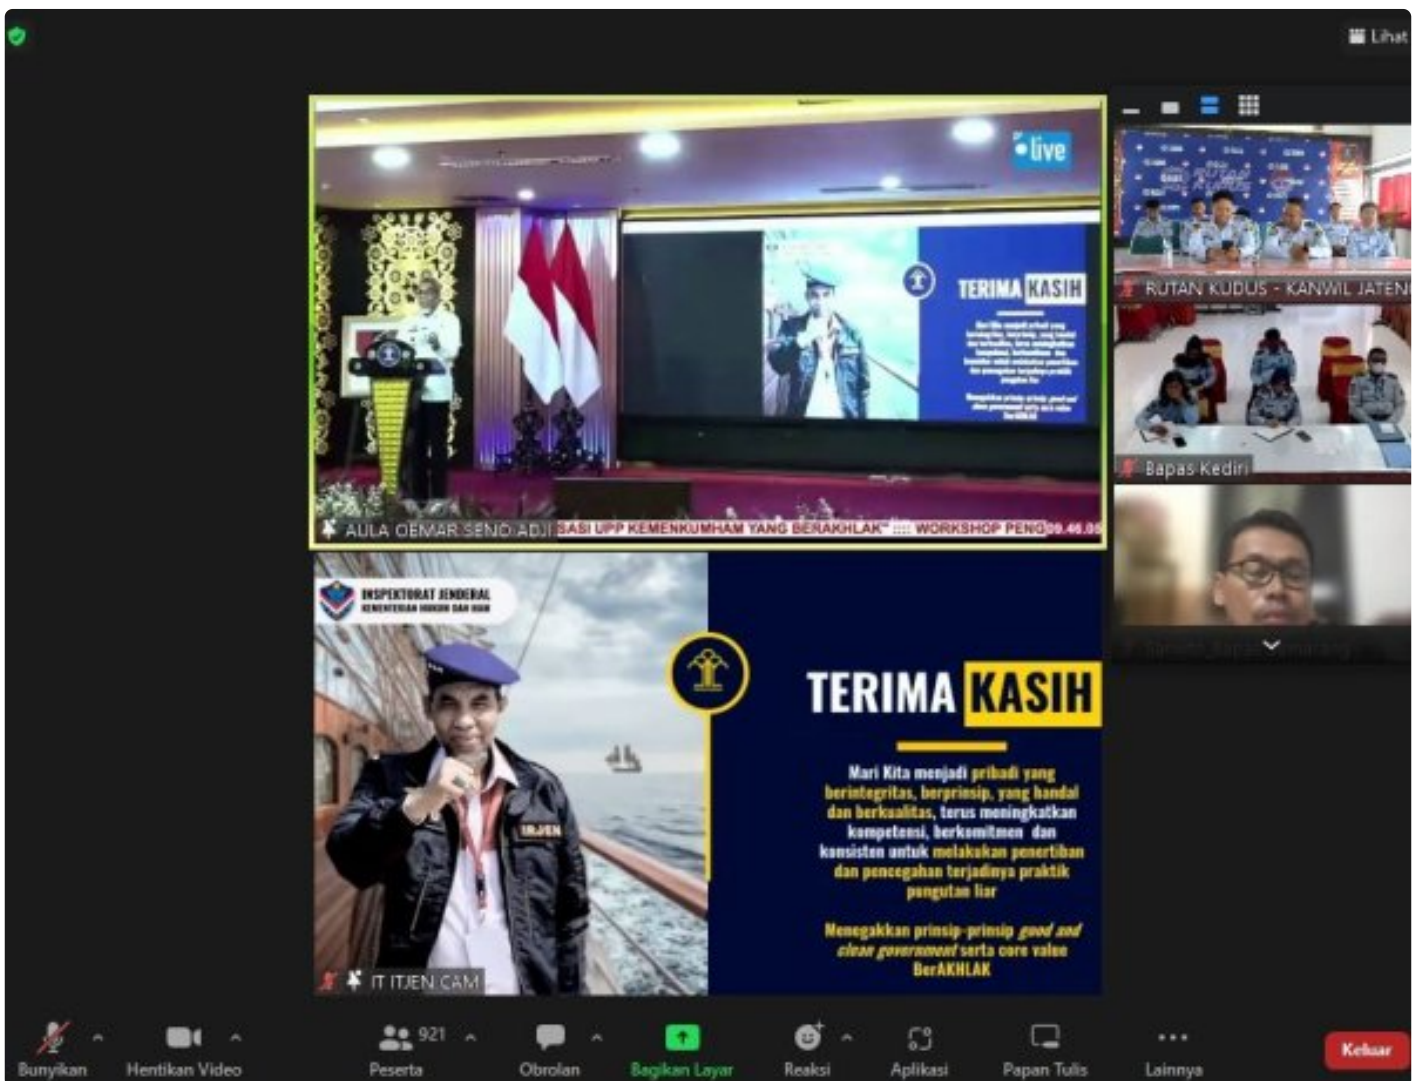 Lihat
live
TERIMA KASIH
AULA OEMAR SENO ADJI
SASI UPP KEMENKUMHAM YANG BERAKHLAK" :::: WORKSHOP PENG
09.46.05
RUTAN KUDUS - KANWIL JATENG
Bapas Kediri
INSPEKTORAT JENDERAL
KEMENTERIAN HUKUM DAN HAM
IRJEN
TERIMA KASIH
Mari Kita menjadi pribadi yang
berintegritas, berprinsip, yang handal
dan berkualitas, terus meningkatkan
kompetensi, berkomitmen dan
konsisten untuk melakukan penertiban
dan pencegahan terjadinya praktik
pungutan liar
Menegakkan prinsip-prinsip good and
clean government serta core value
BerAKHLAK
IT ITJEN CAM
Bunyikan
Hentikan Video
921
Peserta
Obrolan
Bagikan Layar
Reaksi
Aplikasi
Papan Tulis
Lainnya
Keluar